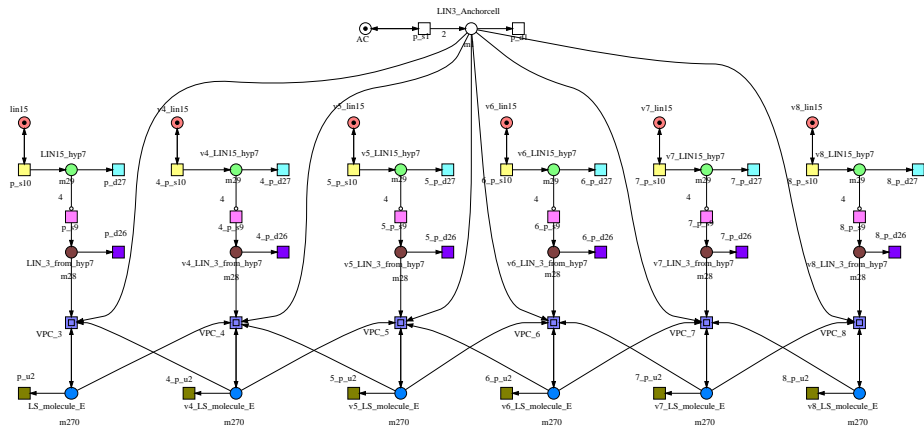 LIN3_Anchorcell
AC
p_s1
2
m1
p_d1
lin15
v4_lin15
v5_lin15
v6_lin15
v7_lin15
v8_lin15
LIN15_hyp7
v4_LIN15_hyp7
v5_LIN15_hyp7
v6_LIN15_hyp7
v7_LIN15_hyp7
v8_LIN15_hyp7
p_s10
m29
p_d27
4_p_s10
m29
4_p_d27
5_p_s10
m29
5_p_d27
6_p_s10
m29
6_p_d27
7_p_s10
m29
7_p_d27
8_p_s10
m29
8_p_d27
4
4
4
4
4
4
p_s9
4_p_s9
5_p_s9
6_p_s9
7_p_s9
8_p_s9
p_d26
4_p_d26
5_p_d26
6_p_d26
7_p_d26
8_p_d26
LIN_3_from_hyp7
v4_LIN_3_from_hyp7
v5_LIN_3_from_hyp7
v6_LIN_3_from_hyp7
v7_LIN_3_from_hyp7
v8_LIN_3_from_hyp7
m28
m28
m28
m28
m28
m28
VPC_3
VPC_4
VPC_5
VPC_6
VPC_7
VPC_8
p_u2
4_p_u2
5_p_u2
6_p_u2
7_p_u2
8_p_u2
LS_molecule_E
v4_LS_molecule_E
v5_LS_molecule_E
v6_LS_molecule_E
v7_LS_molecule_E
v8_LS_molecule_E
m270
m270
m270
m270
m270
m270